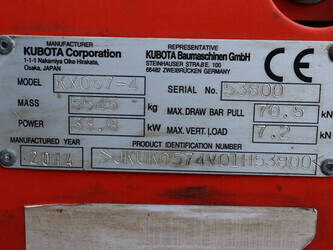 MANUFACTURER REPRESENTATIVE
KUBOTA Corporation KUBOTA Baumaschinen GmbH
1-1-1 Nakamiya Oike Hirakata, STEINHAUSER STRAßE. 100
Osaka, JAPAN 66482 ZWEIBRÜCKEN GERMANY
CE
MODEL KX057-4 SERIAL No. 53800
MASS kg MAX.DRAW BAR PULL 70.5 kN
POWER kW MAX.VERT.LOAD 7.2 kN
MANUFACTURED YEAR PRODUCT IDENTIFICATION NUMBER
2014